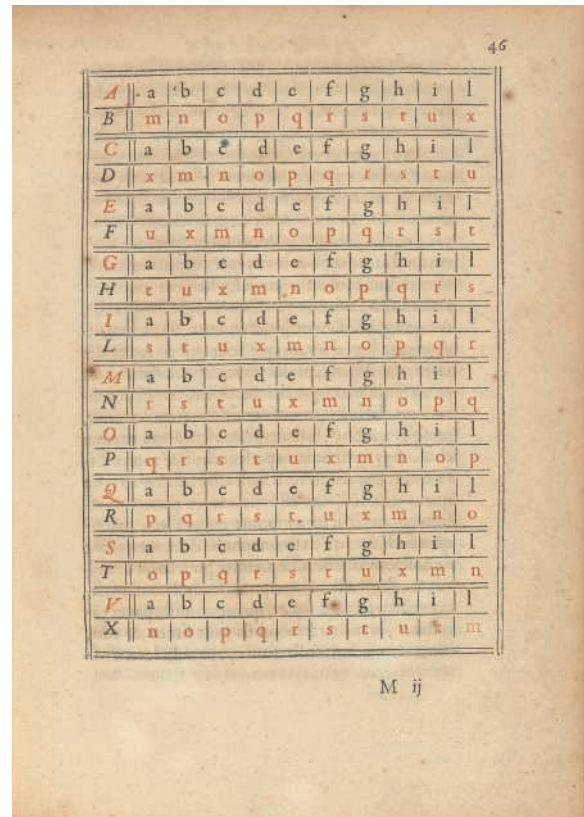 46
A a b c d e f g h i l
B m n o p q r s t u x
C a b c d e f g h i l
D x m n o p q r s t u
E a b c d e f g h i l
F u x m n o p q r s t
G a b c d e f g h i l
H t u x m n o p q r s
I a b c d e f g h i l
L s t u x m n o p q r
M a b c d e f g h i l
N r s t u x m n o p q
O a b c d e f g h i l
P q r s t u x m n o p
Q a b c d e f g h i l
R p q r s t u x m n o
S a b c d e f g h i l
T o p q r s t u x m n
V a b c d e f g h i l
X n o p q r s t u x m
M ij